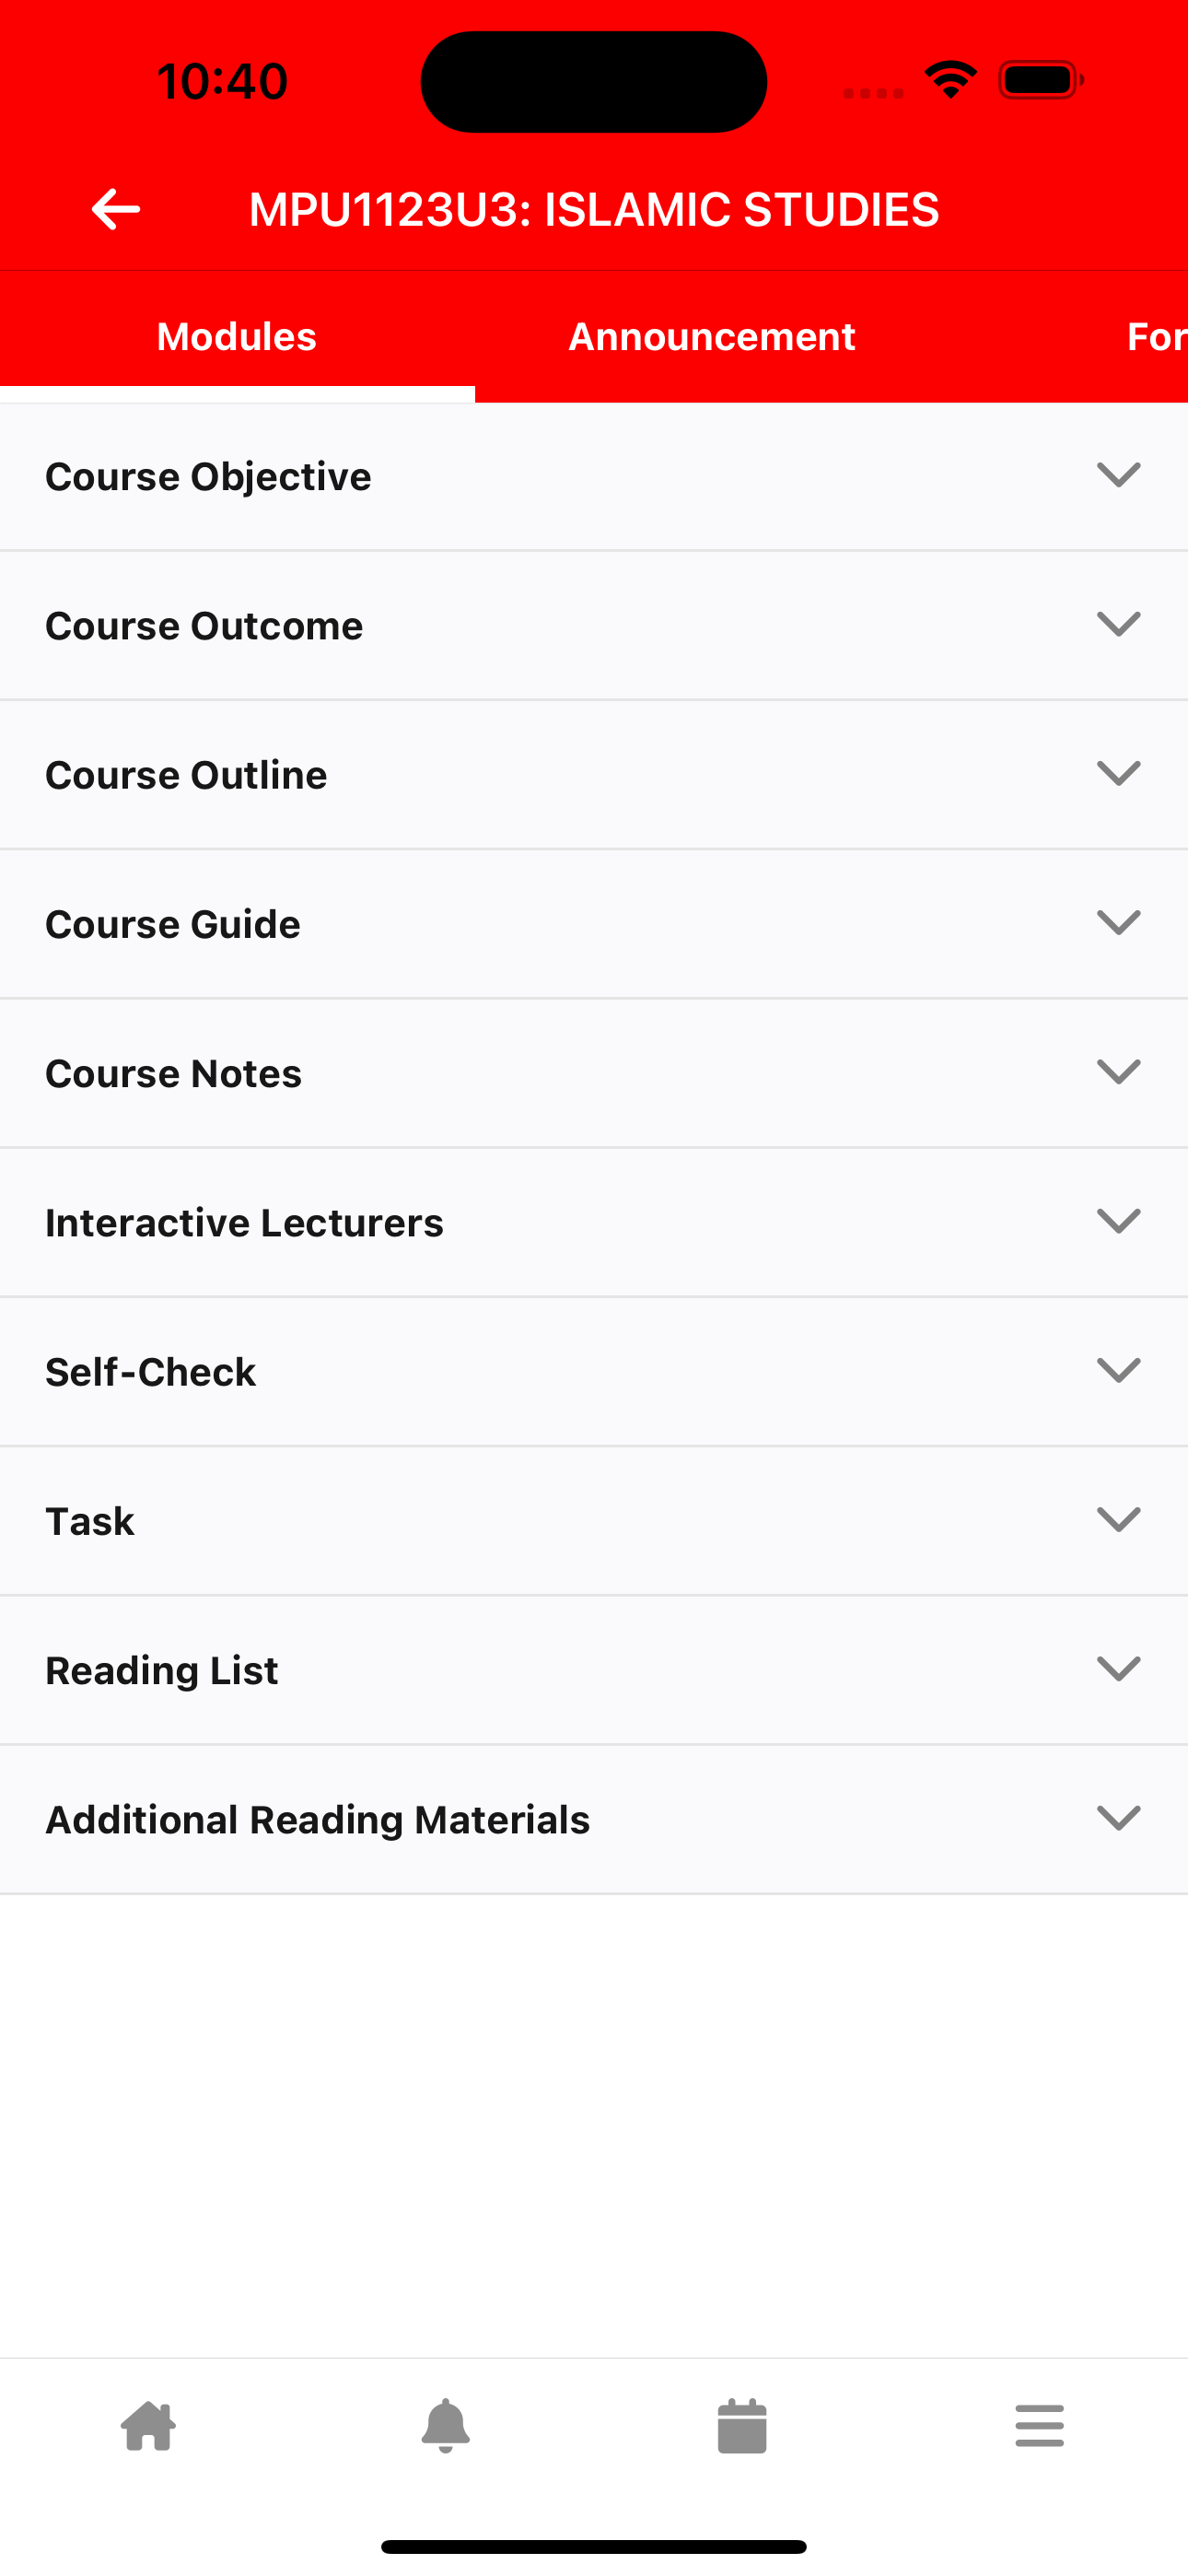 10:40
MPU1123U3: ISLAMIC STUDIES
Modules Announcement For
Course Objective
Course Outcome
Course Outline
Course Guide
Course Notes
Interactive Lecturers
Self-Check
Task
Reading List
Additional Reading Materials